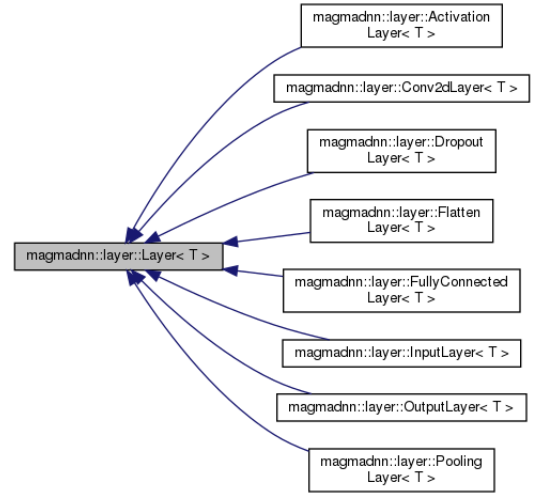 magmadnn::layer::Activation
Layer< T >
magmadnn::layer::Conv2dLayer< T >
magmadnn::layer::Dropout
Layer< T >
magmadnn::layer::Flatten
Layer< T >
magmadnn::layer::Layer< T >
magmadnn::layer::FullyConnected
Layer< T >
magmadnn::layer::InputLayer< T >
magmadnn::layer::OutputLayer< T >
magmadnn::layer::Pooling
Layer< T >